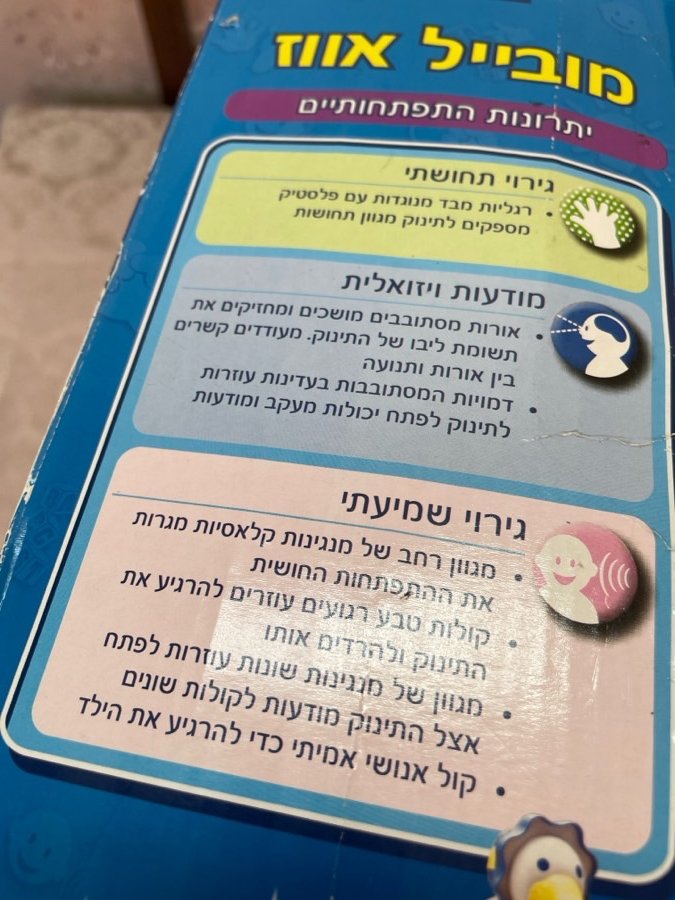 מובייל אווז
יתרונות התפתחותיים
גירוי תחושתי
• רגליות מבד מנוגדות עם פלסטיק
מספקים לתינוק מגוון תחושות
מודעות ויזואלית
• אורות מסתובבים מושכים ומחזיקים את
תשומת ליבו של התינוק. מעודדים קשרים
בין אורות ותנועה
• דמויות המסתובבות בעדינות עוזרות
לתינוק לפתח יכולות מעקב ומודעות
גירוי שמיעתי
• מגוון רחב של מנגינות קלאסיות מגרות
את ההתפתחות החושית
• קולות טבע רגועים עוזרים להרגיע את
התינוק ולהרדים אותו
• מגוון של מנגינות שונות עוזרות לפתח
אצל התינוק מודעות לקולות שונים
• קול אנושי אמיתי כדי להרגיע את הילד